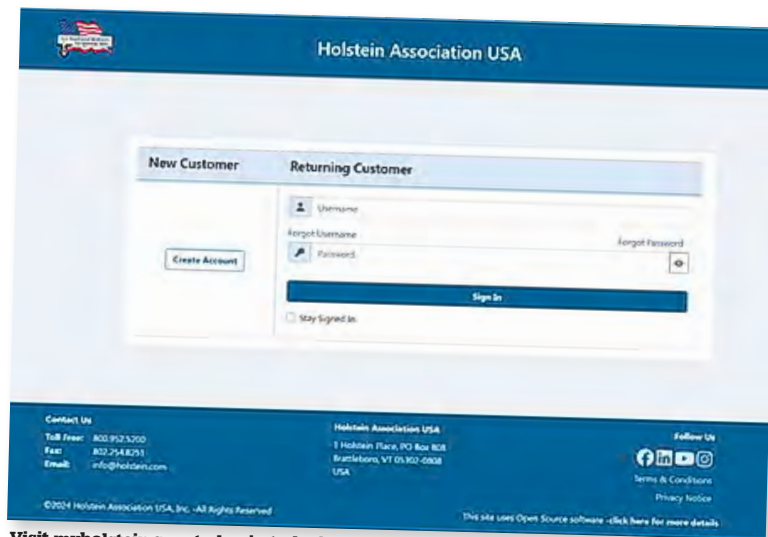 Holstein Association USA
New Customer
Returning Customer
Username
Forgot Username
Forgot Password
Password
Create Account
Sign In
Stay Signed In
Contact Us
Toll Free: 800.952.5200
Fax: 802.254.8251
Email: info@holstein.com
Holstein Association USA
1 Holstein Place, PO Box 808
Brattleboro, VT 05302-0808
USA
Follow Us
Terms & Conditions
Privacy Notice
©2024 Holstein Association USA, Inc. -All Rights Reserved
This site uses Open Source software -click here for more details